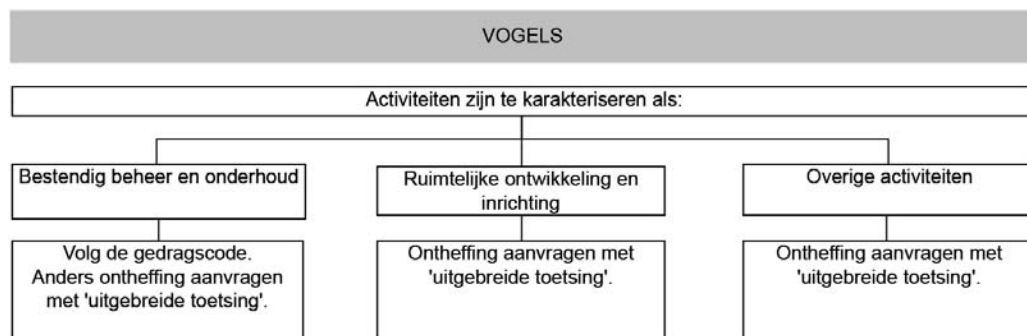 VOGELS
Activiteiten zijn te karakteriseren als:
Bestendig beheer en onderhoud
Ruimtelijke ontwikkeling en
inrichting
Overige activiteiten
Volg de gedragscode.
Anders ontheffing aanvragen
met 'uitgebreide toetsing'.
Ontheffing aanvragen met
'uitgebreide toetsing'.
Ontheffing aanvragen met
'uitgebreide toetsing'.